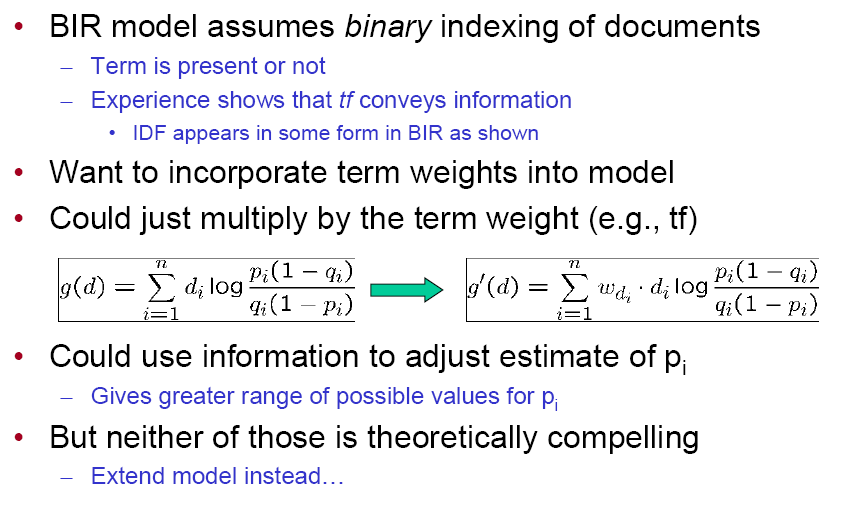 • BIR model assumes binary indexing of documents
– Term is present or not
– Experience shows that tf conveys information
• IDF appears in some form in BIR as shown
• Want to incorporate term weights into model
• Could just multiply by the term weight (e.g., tf)
g(d) = \sum_{i=1}^{n} d_i \log \frac{p_i(1 - q_i)}{q_i(1 - p_i)} → g'(d) = \sum_{i=1}^{n} w_{d_i} \cdot d_i \log \frac{p_i(1 - q_i)}{q_i(1 - p_i)}
• Could use information to adjust estimate of p_i
– Gives greater range of possible values for p_i
• But neither of those is theoretically compelling
– Extend model instead…